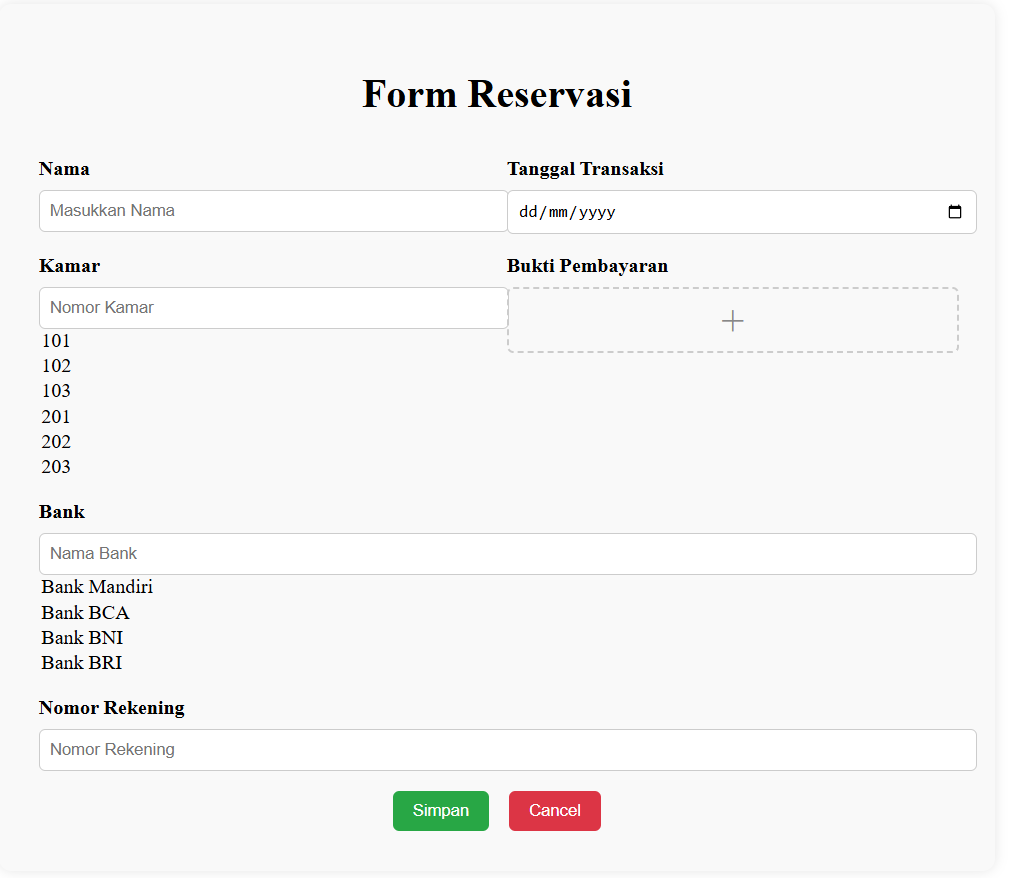 Form Reservasi
Nama
Tanggal Transaksi
Masukkan Nama
dd/mm/yyyy
Kamar
Bukti Pembayaran
Nomor Kamar
101
102
103
201
202
203
Bank
Nama Bank
Bank Mandiri
Bank BCA
Bank BNI
Bank BRI
Nomor Rekening
Nomor Rekening
Simpan
Cancel